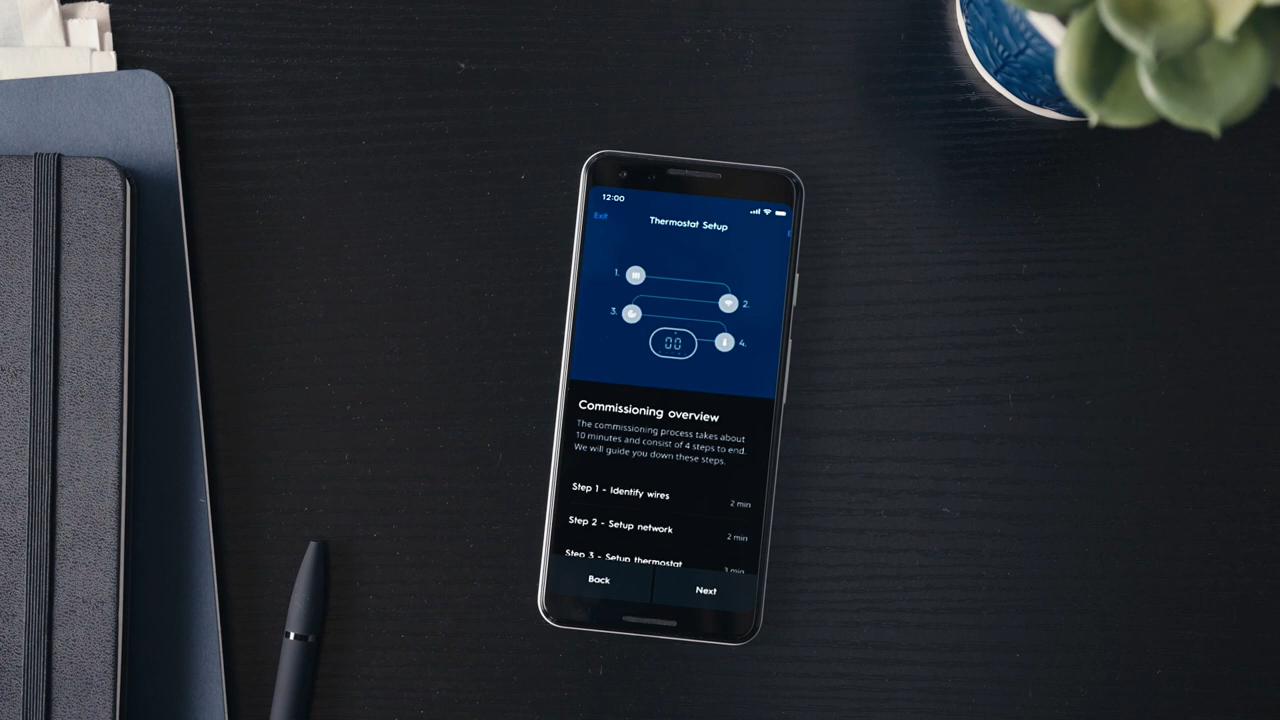 12:00
Exit
Thermostat Setup
1.
2.
3.
00
4.
Commissioning overview
The commissioning process takes about
10 minutes and consist of 4 steps to end.
We will guide you down these steps.
Step 1 - Identify wires
2 min
Step 2 - Setup network
2 min
Step 3 - Setup thermostat
3 min
Back
Next